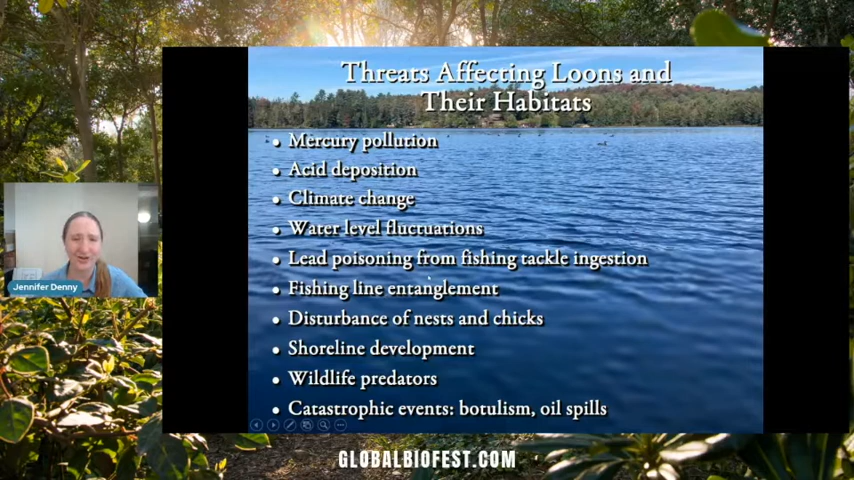 Threats Affecting Loons and
Their Habitats
• Mercury pollution
• Acid deposition
• Climate change
• Water level fluctuations
• Lead poisoning from fishing tackle ingestion
• Fishing line entanglement
• Disturbance of nests and chicks
• Shoreline development
• Wildlife predators
• Catastrophic events: botulism, oil spills
Jennifer Denny
GLOBALBIOFEST.COM